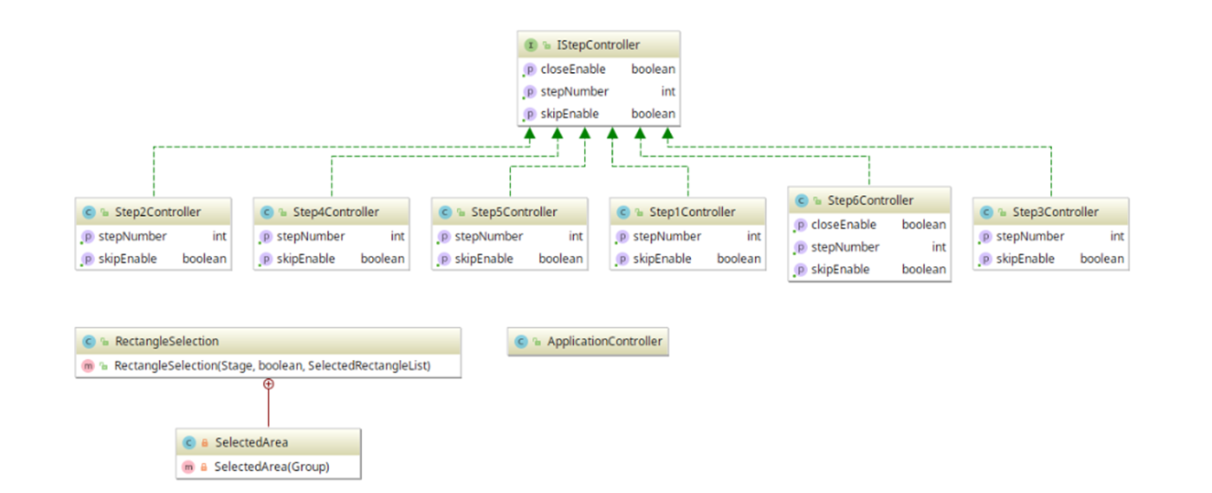 IStepController
closeEnable boolean
stepNumber int
skipEnable boolean
Step2Controller
stepNumber int
skipEnable boolean
Step4Controller
stepNumber int
skipEnable boolean
Step5Controller
stepNumber int
skipEnable boolean
Step1Controller
stepNumber int
skipEnable boolean
Step6Controller
closeEnable boolean
stepNumber int
skipEnable boolean
Step3Controller
stepNumber int
skipEnable boolean
RectangleSelection
RectangleSelection(Stage, boolean, SelectedRectangleList)
ApplicationController
SelectedArea
SelectedArea(Group)